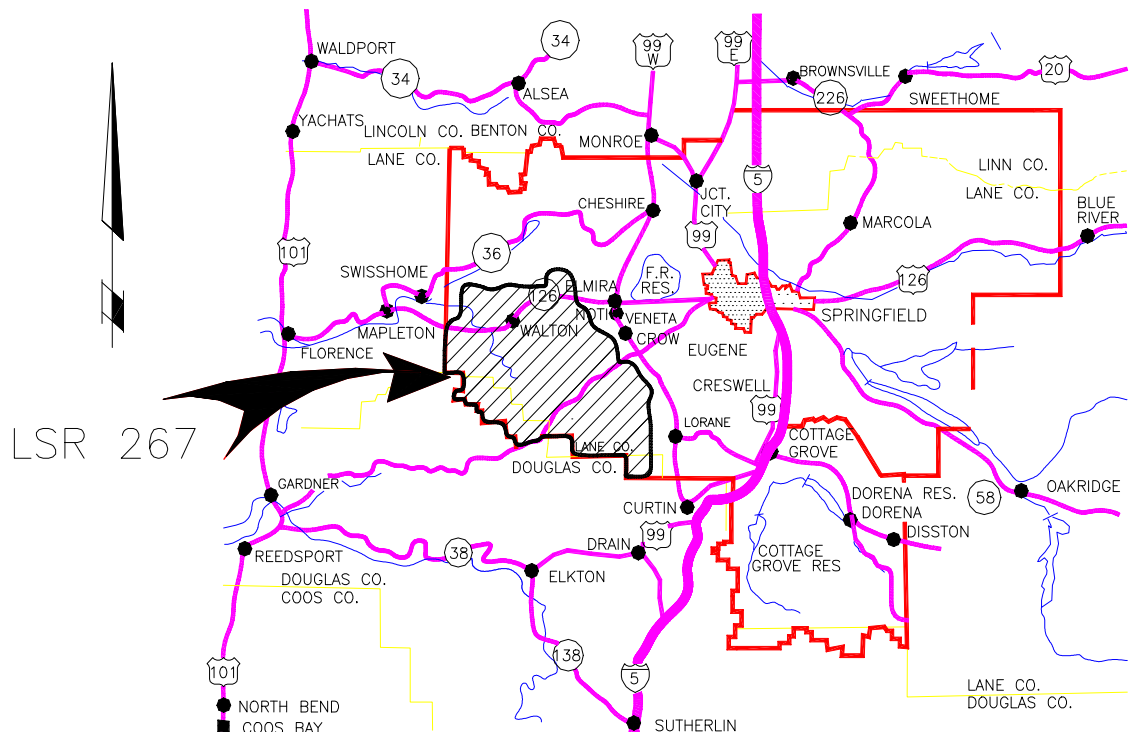 WALDPORT
34
34
99
W
99
E
BROWNSVILLE
20
ALSEA
226
SWEETHOME
YACHATS
LINCOLN CO.
BENTON CO.
LANE CO.
MONROE
5
LINN CO.
LANE CO.
JCT.
CITY
CHESHIRE
BLUE
RIVER
MARCOLA
99
101
36
SWISSHOME
F.R.
RES.
126
ELMIRA
126
NOTI
VENETA
MAPLETON
WALTON
CROW
SPRINGFIELD
FLORENCE
EUGENE
CRESWELL
99
LSR 267
LORANE
COTTAGE
GROVE
LANE CO.
DOUGLAS CO.
GARDNER
DORENA RES.
DORENA
58
OAKRIDGE
CURTIN
99
DISSTON
DRAIN
REEDSPORT
38
COTTAGE
GROVE RES
ELKTON
DOUGLAS CO.
COOS CO.
138
101
5
LANE CO.
DOUGLAS CO.
NORTH BEND
COOS BAY
SUTHERLIN